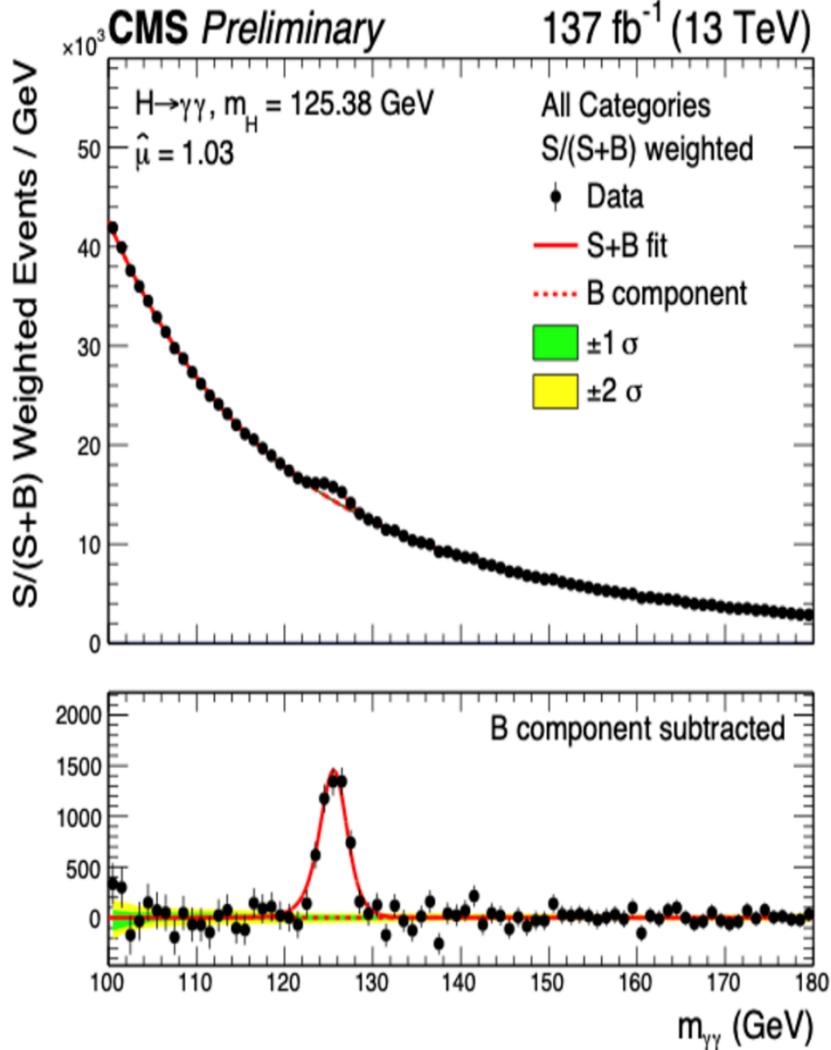 CMS Preliminary 137 fb-1 (13 TeV)
×103
H→γγ, mH = 125.38 GeV
μ̂ = 1.03
All Categories
S/(S+B) weighted
Data
S+B fit
B component
±1 σ
±2 σ
S/(S+B) Weighted Events / GeV
50
40
30
20
10
0
B component subtracted
2000
1500
1000
500
0
100 110 120 130 140 150 160 170 180
mγγ (GeV)